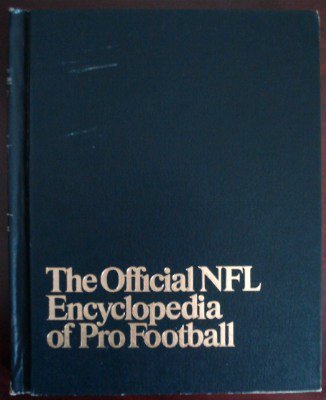 The Official NFL
Encyclopedia
of Pro Football